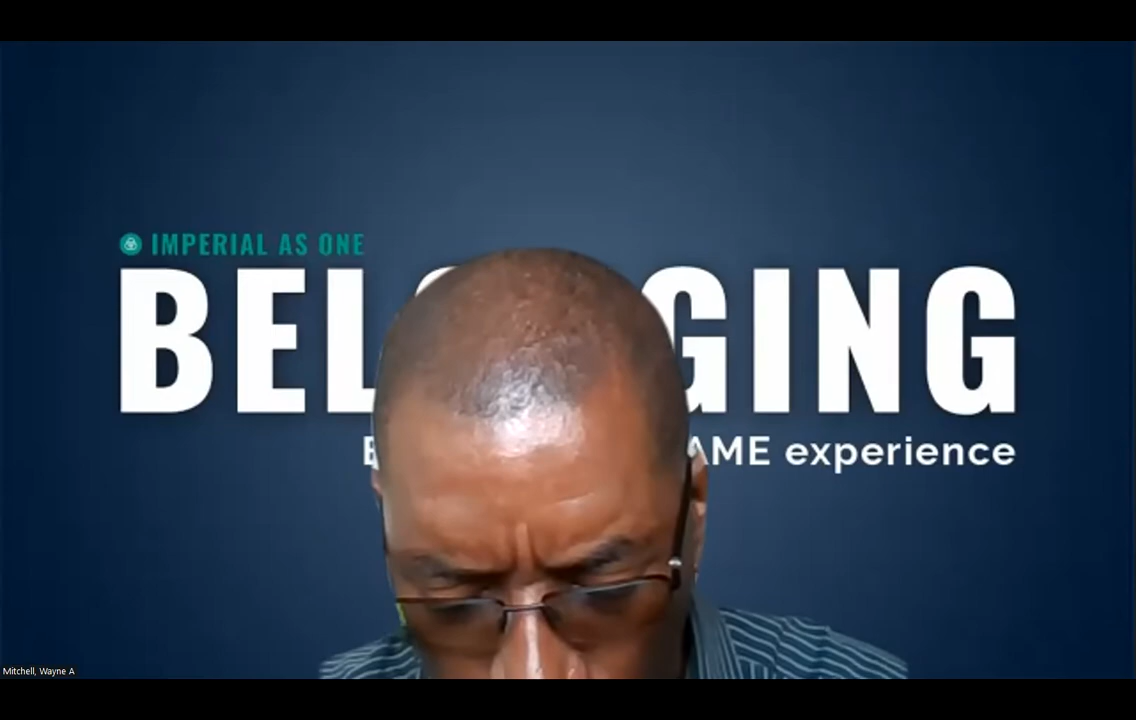 IMPERIAL AS ONE
BEL GING
AME experience
Mitchell, Wayne A